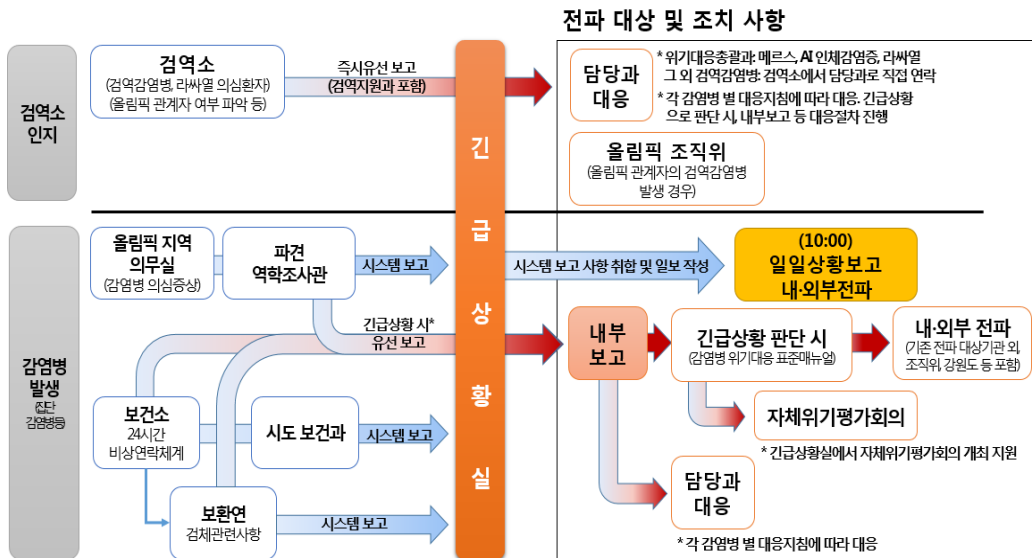 전파 대상 및 조치 사항
검역소
인지
검역소
(검역감염병, 라싸열 의심환자)
(올림픽 관계자 여부 파악 등)
즉시유선 보고
(검역지원과 포함)
긴급상황실
담당과
대응
* 위기대응총괄과: 메르스, AI 인체감염증, 라싸열
그 외 검역감염병: 검역소에서 담당과로 직접 연락
* 각 감염병 별 대응지침에 따라 대응. 긴급상황
으로 판단 시, 내부보고 등 대응절차 진행
올림픽 조직위
(올림픽 관계자의 검역감염병
발생 경우)
감염병
발생
(집단
감염병등)
올림픽 지역
의무실
(감염병 의심증상)
파견
역학조사관
시스템 보고
시스템 보고 사항 취합 및 일보 작성
(10:00)
일일상황보고
내·외부전파
긴급상황 시*
유선 보고
내부
보고
긴급상황 판단 시
(감염병 위기대응 표준매뉴얼)
내·외부 전파
(기존 전파 대상기관 외,
조직위, 강원도 등 포함)
보건소
24시간
비상연락체계
시도 보건과
시스템 보고
자체위기평가회의
* 긴급상황실에서 자체위기평가회의 개최 지원
보환연
검체관련사항
시스템 보고
담당과
대응
* 각 감염병 별 대응지침에 따라 대응